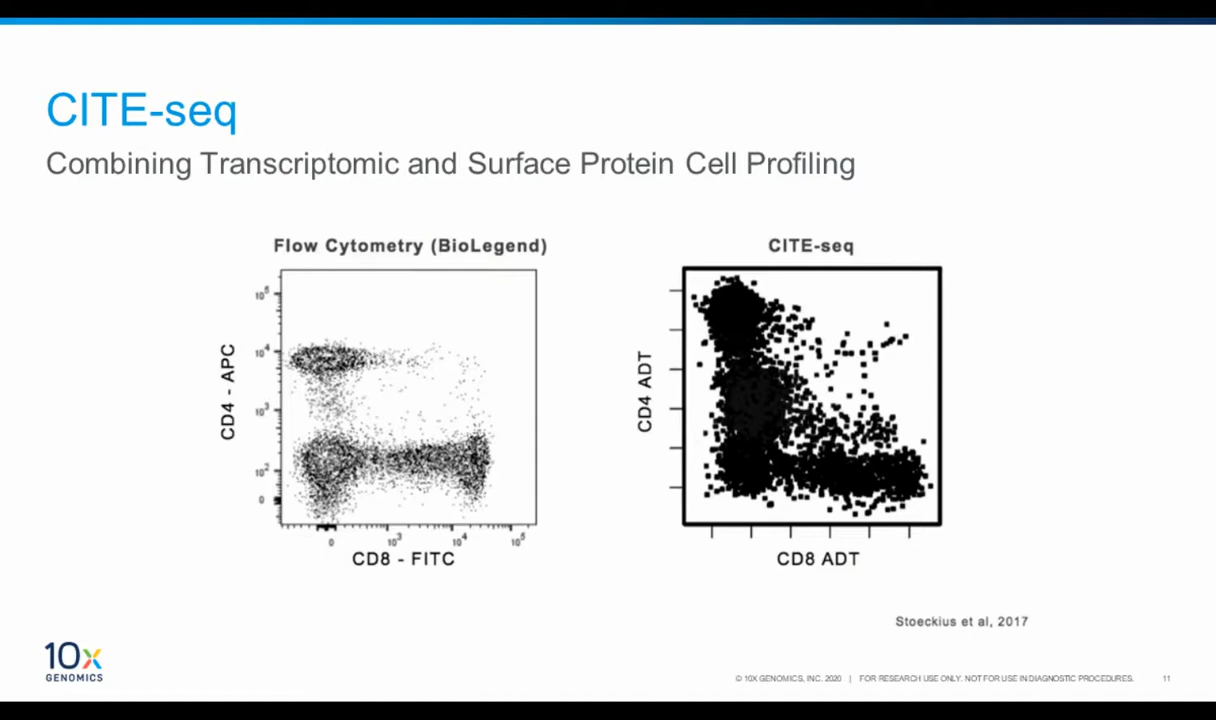 CITE-seq
Combining Transcriptomic and Surface Protein Cell Profiling
Flow Cytometry (BioLegend)
CITE-seq
10⁵
10⁴
10³
10²
0
CD4 - APC
0
10³
10⁴
10⁵
CD8 - FITC
CD4 ADT
CD8 ADT
Stoeckius et al, 2017
10x
GENOMICS
© 10X GENOMICS, INC. 2020 | FOR RESEARCH USE ONLY. NOT FOR USE IN DIAGNOSTIC PROCEDURES. 11